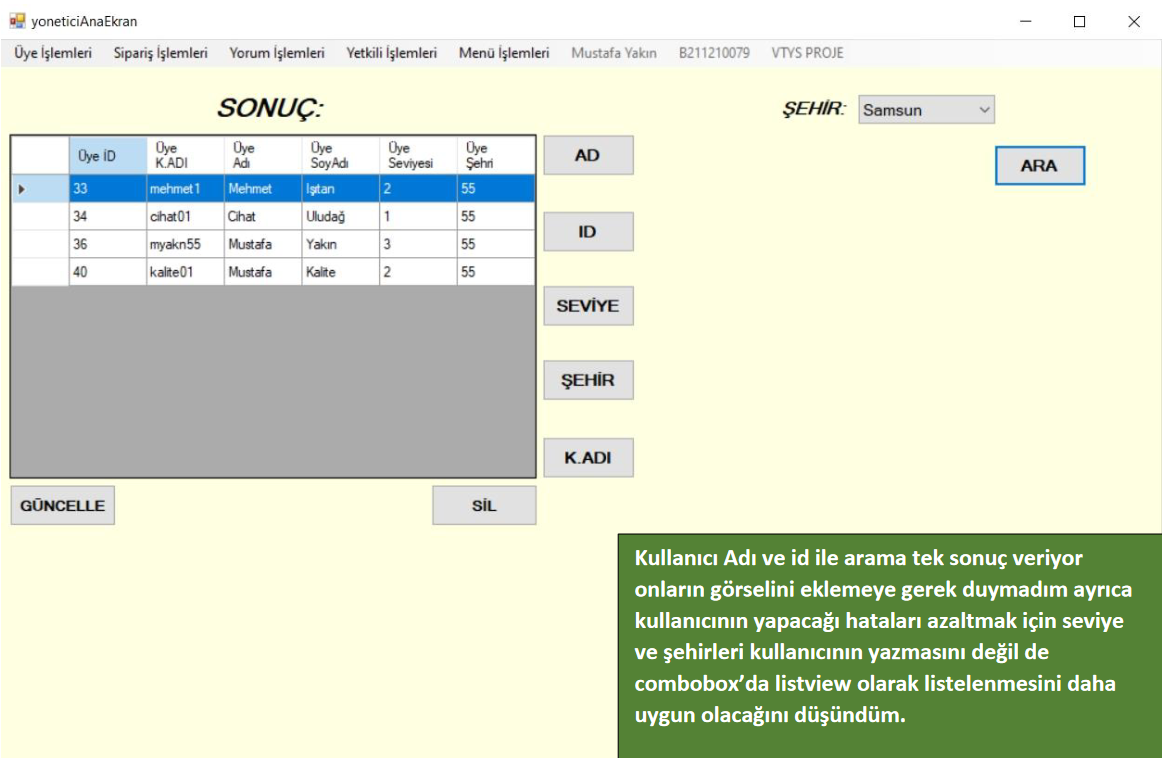 yoneticiAnaEkran
Üye İşlemleri Sipariş İşlemleri Yorum İşlemleri Yetkili İşlemleri Menü İşlemleri Mustafa Yakın B211210079 VTYS PROJE
SONUÇ:
ŞEHİR: Samsun
ARA
Üye ID Üye K.ADI Üye Adı Üye SoyAdı Üye Seviyesi Üye Şehri
33 mehmet1 Mehmet Iştan 2 55
34 cihat01 Cihat Uludağ 1 55
36 myakn55 Mustafa Yakın 3 55
40 kalite01 Mustafa Kalite 2 55
AD
ID
SEVİYE
ŞEHİR
K.ADI
GÜNCELLE SİL
Kullanıcı Adı ve id ile arama tek sonuç veriyor
onların görselini eklemeye gerek duymadım ayrıca
kullanıcının yapacağı hataları azaltmak için seviye
ve şehirleri kullanıcının yazmasını değil de
combobox’da listview olarak listelenmesini daha
uygun olacağını düşündüm.